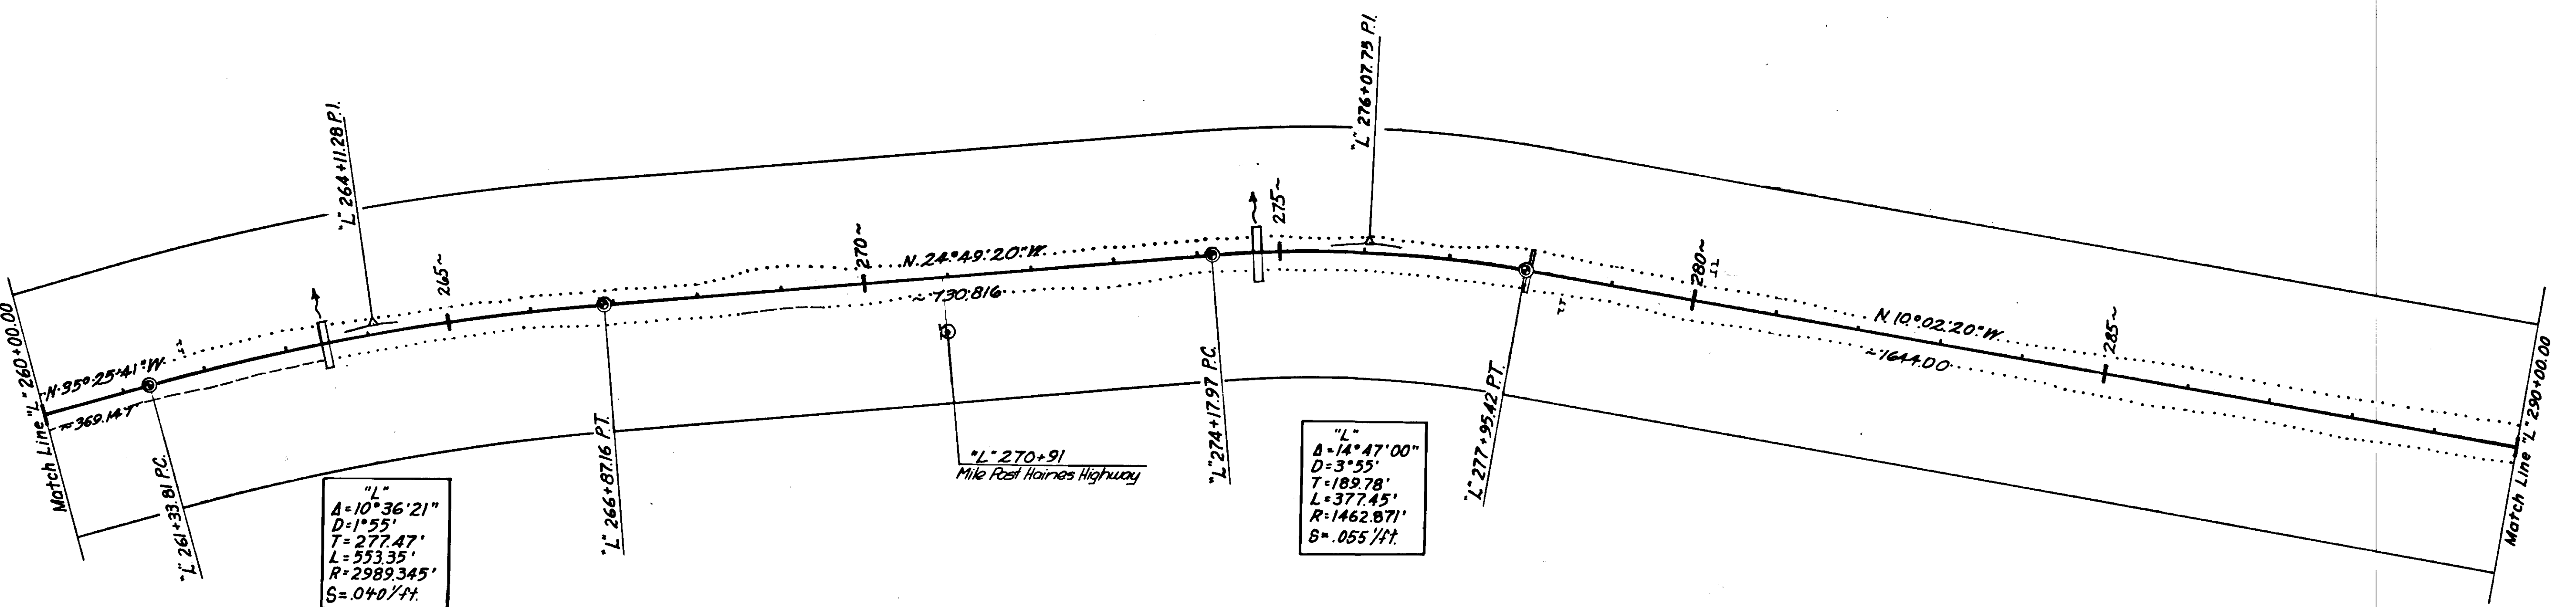 Match Line "L" 260+00.00
N.35°25'41"W.
~369.147
"L" 261+33.81 P.C.
"L" 264+11.28 P.I.
265~
"L"
Δ=10°36'21"
D=1°55'
T=277.47'
L=553.35'
R=2989.345'
S=.040'/ft.
"L" 266+87.16 P.T.
270~
N.24°49'20"W.
~730.816
"L" 270+91
Mile Post Haines Highway
"L" 274+17.97 P.C.
275~
"L" 276+07.75 P.I.
"L"
Δ=14°47'00"
D=3°55'
T=189.78'
L=377.45'
R=1462.871'
S=.055'/ft.
"L" 277+95.42 P.T.
280~
N.10°02'20"W.
~1644.00
285~
Match Line "L" 290+00.00